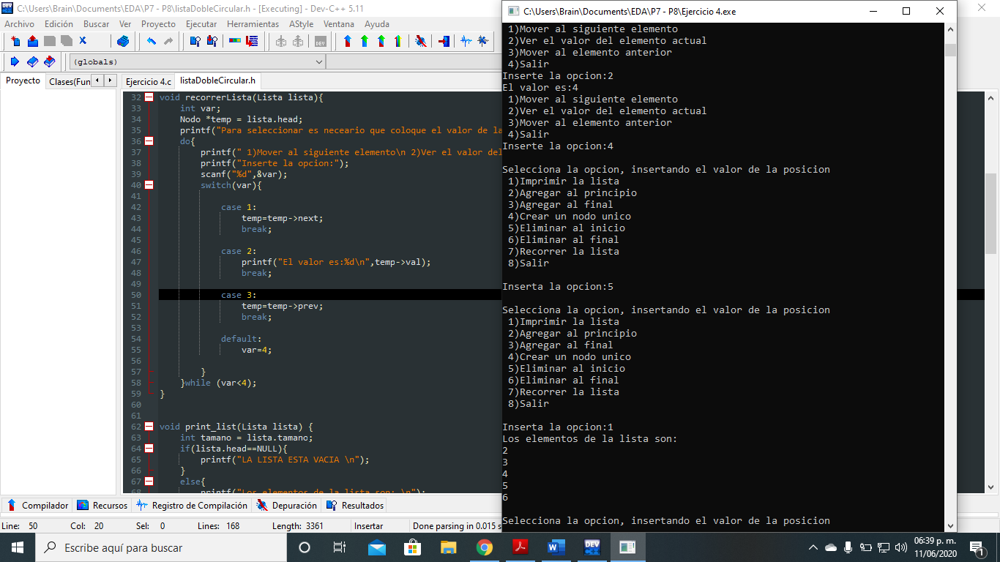 C:\Users\Brain\Documents\EDA\P7 - P8\listaDobleCircular.h - [Executing] - Dev-C++ 5.11
Archivo Edición Buscar Ver Proyecto Ejecutar Herramientas AStyle Ventana Ayuda
DEV
(globals)
Proyecto Clases(Fun
Ejercicio 4.c listaDobleCircular.h
32 void recorrerLista(Lista lista){
33 int var;
34 Nodo *temp = lista.head;
35 printf("Para seleccionar es neceario que coloque el valor de la
36 do{
37 printf(" 1)Mover al siguiente elemento\n 2)Ver el valor del
38 printf("Inserte la opcion:");
39 scanf("%d",&var);
40 switch(var){
41
42 case 1:
43 temp=temp->next;
44 break;
45
46 case 2:
47 printf("El valor es:%d\n",temp->val);
48 break;
49
50 case 3:
51 temp=temp->prev;
52 break;
53
54 default:
55 var=4;
56
57 }
58 }while (var<4);
59 }
60
61
62 void print_list(Lista lista) {
63 int tamano = lista.tamano;
64 if(lista.head==NULL){
65 printf("LA LISTA ESTA VACIA \n");
66 }
67 else{
68 printf("Los elementos de la lista son: \n");
Compilador Recursos Registro de Compilación Depuración Resultados
Line: 50 Col: 20 Sel: 0 Lines: 168 Length: 3361 Insertar Done parsing in 0.015 s
C:\Users\Brain\Documents\EDA\P7 - P8\Ejercicio 4.exe
1)Mover al siguiente elemento
2)Ver el valor del elemento actual
3)Mover al elemento anterior
4)Salir
Inserte la opcion:2
El valor es:4
1)Mover al siguiente elemento
2)Ver el valor del elemento actual
3)Mover al elemento anterior
4)Salir
Inserte la opcion:4
Selecciona la opcion, insertando el valor de la posicion
1)Imprimir la lista
2)Agregar al principio
3)Agregar al final
4)Crear un nodo unico
5)Eliminar al inicio
6)Eliminar al final
7)Recorrer la lista
8)Salir
Inserta la opcion:5
Selecciona la opcion, insertando el valor de la posicion
1)Imprimir la lista
2)Agregar al principio
3)Agregar al final
4)Crear un nodo unico
5)Eliminar al inicio
6)Eliminar al final
7)Recorrer la lista
8)Salir
Inserta la opcion:1
Los elementos de la lista son:
2
3
4
5
6
Selecciona la opcion, insertando el valor de la posicion
Escribe aquí para buscar
06:39 p. m.
11/06/2020
1